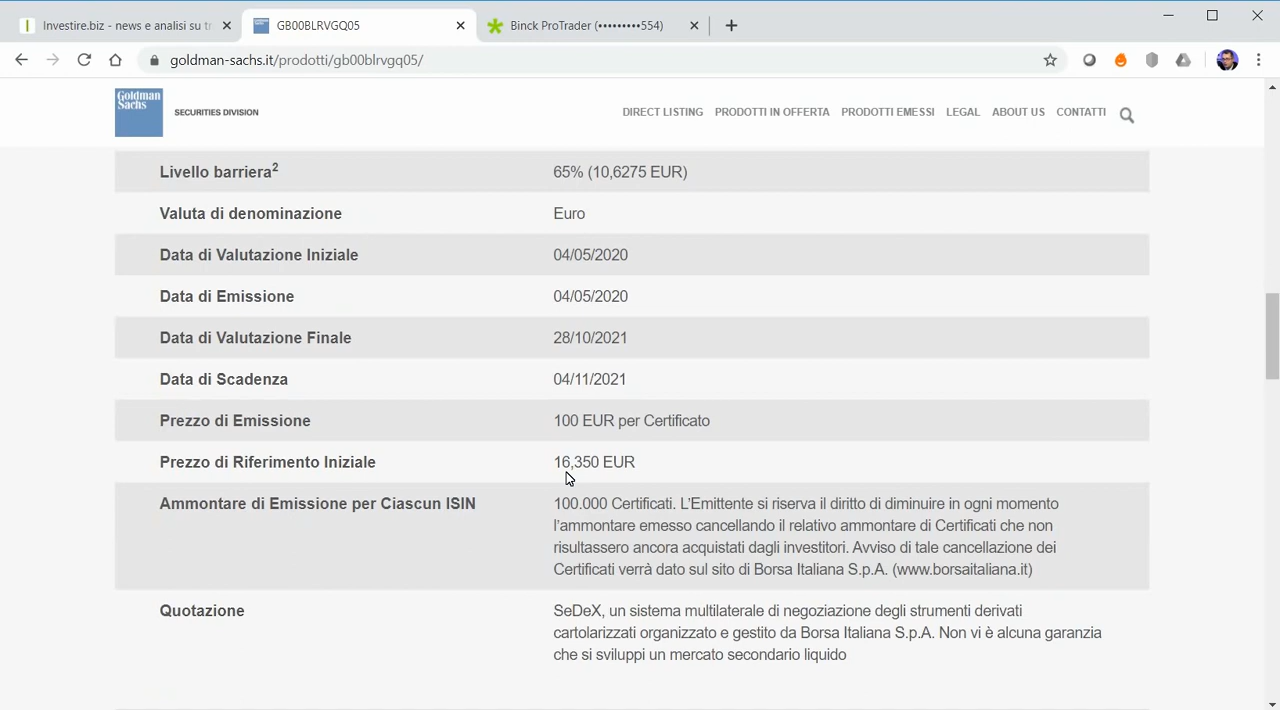 Investire.biz - news e analisi su tr
GB00BLRVGQ05
Binck ProTrader (•••••••••554)
goldman-sachs.it/prodotti/gb00blrvgq05/
Goldman
Sachs
SECURITIES DIVISION
DIRECT LISTING PRODOTTI IN OFFERTA PRODOTTI EMESSI LEGAL ABOUT US CONTATTI
Livello barriera2 65% (10,6275 EUR)
Valuta di denominazione Euro
Data di Valutazione Iniziale 04/05/2020
Data di Emissione 04/05/2020
Data di Valutazione Finale 28/10/2021
Data di Scadenza 04/11/2021
Prezzo di Emissione 100 EUR per Certificato
Prezzo di Riferimento Iniziale 16,350 EUR
Ammontare di Emissione per Ciascun ISIN 100.000 Certificati. L’Emittente si riserva il diritto di diminuire in ogni momento
l’ammontare emesso cancellando il relativo ammontare di Certificati che non
risultassero ancora acquistati dagli investitori. Avviso di tale cancellazione dei
Certificati verrà dato sul sito di Borsa Italiana S.p.A. (www.borsaitaliana.it)
Quotazione SeDeX, un sistema multilaterale di negoziazione degli strumenti derivati
cartolarizzati organizzato e gestito da Borsa Italiana S.p.A. Non vi è alcuna garanzia
che si sviluppi un mercato secondario liquido